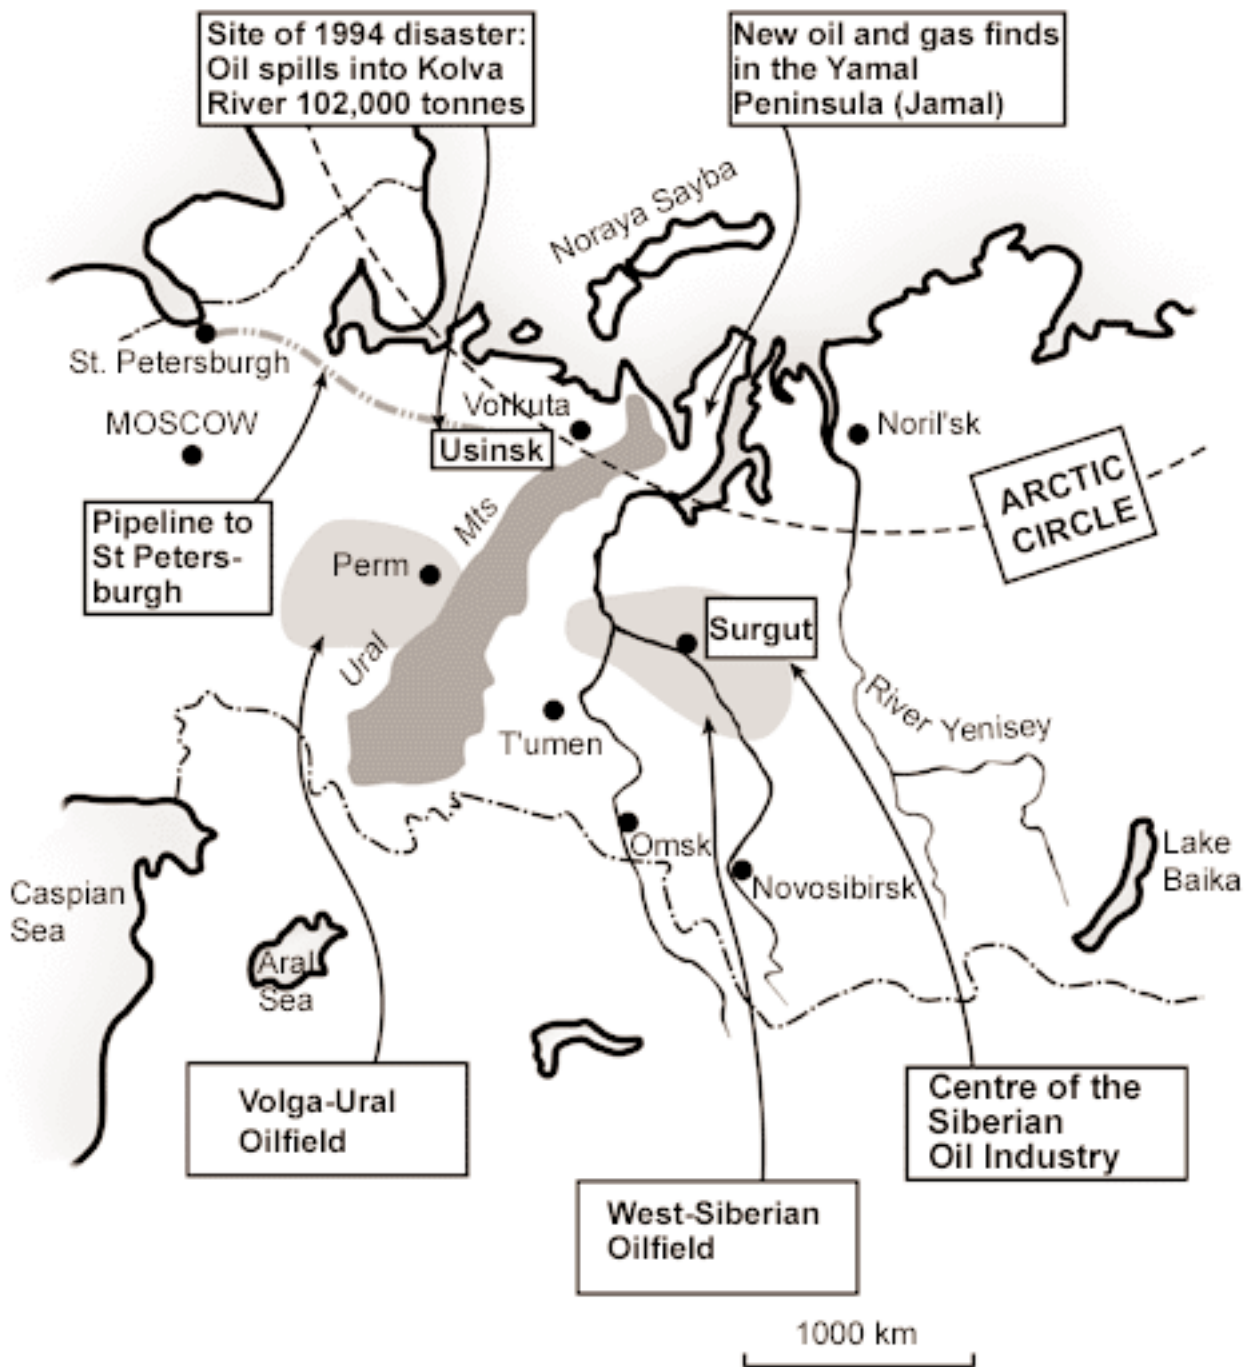 Site of 1994 disaster:
Oil spills into Kolva
River 102,000 tonnes
New oil and gas finds
in the Yamal
Peninsula (Jamal)
Noraya Sayba
St. Petersburgh
MOSCOW
Vorkuta
Usinsk
Noril'sk
ARCTIC
CIRCLE
Pipeline to
St Peters-
burgh
Perm
Ural Mts
Surgut
T'umen
River Yenisey
Omsk
Novosibirsk
Lake
Baika
Caspian
Sea
Aral
Sea
Volga-Ural
Oilfield
West-Siberian
Oilfield
Centre of the
Siberian
Oil Industry
1000 km